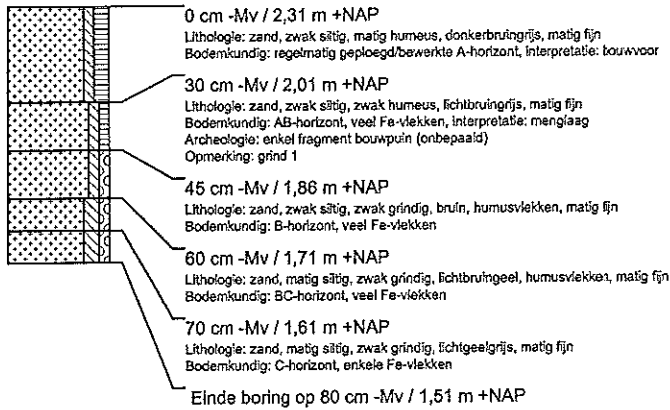 0 cm -Mv / 2,31 m +NAP
Lithologie: zand, zwak siltig, matig humeus, donkerbruingrijs, matig fijn
Bodemkundig: regelmatig geploegd/bewerkte A-horizont, interpretatie: bouwvoor
30 cm -Mv / 2,01 m +NAP
Lithologie: zand, zwak siltig, zwak humeus, lichtbruingrijs, matig fijn
Bodemkundig: AB-horizont, veel Fe-vlekken, interpretatie: menglaag
Archeologie: enkel fragment bouwpuin (onbepaald)
Opmerking: grind 1
45 cm -Mv / 1,86 m +NAP
Lithologie: zand, zwak siltig, zwak grindig, bruin, humusvlekken, matig fijn
Bodemkundig: B-horizont, veel Fe-vlekken
60 cm -Mv / 1,71 m +NAP
Lithologie: zand, matig siltig, zwak grindig, lichtbruingeel, humusvlekken, matig fijn
Bodemkundig: BC-horizont, veel Fe-vlekken
70 cm -Mv / 1,61 m +NAP
Lithologie: zand, matig siltig, zwak grindig, lichtgeelgrijs, matig fijn
Bodemkundig: C-horizont, enkele Fe-vlekken
Einde boring op 80 cm -Mv / 1,51 m +NAP